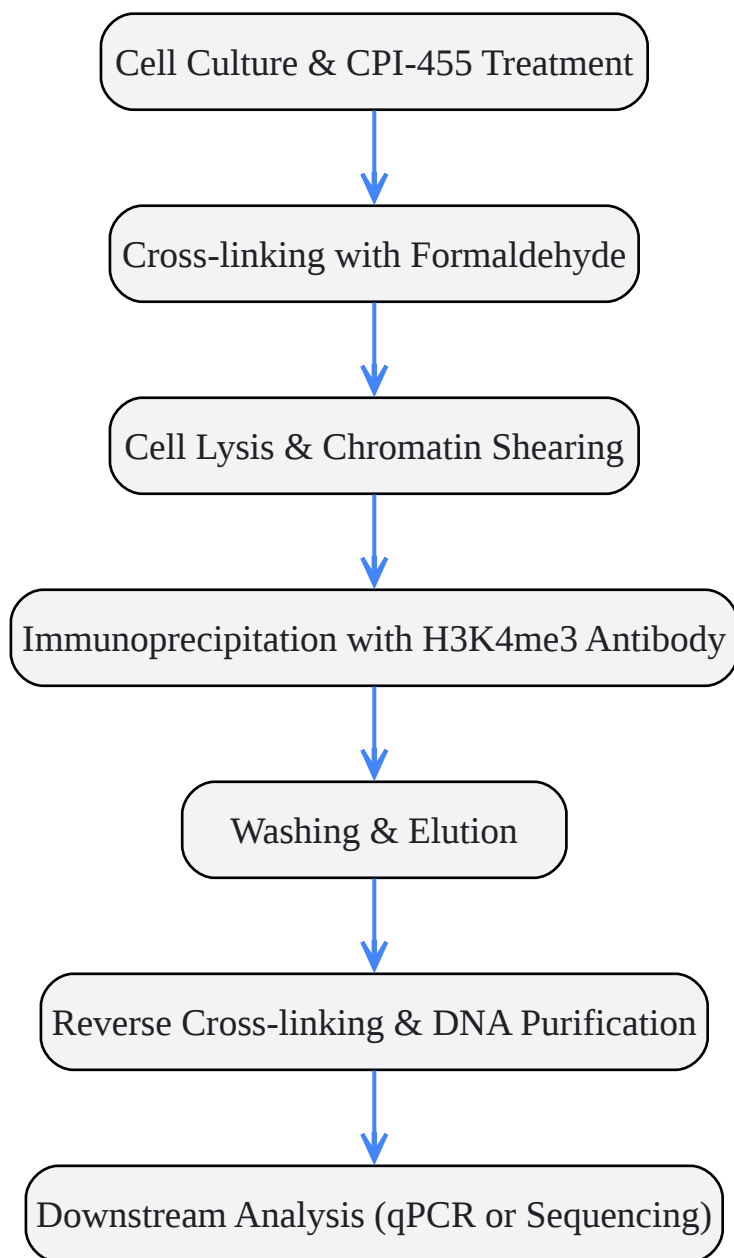 Cell Culture & CPI-455 Treatment
Cross-linking with Formaldehyde
Cell Lysis & Chromatin Shearing
Immunoprecipitation with H3K4me3 Antibody
Washing & Elution
Reverse Cross-linking & DNA Purification
Downstream Analysis (qPCR or Sequencing)